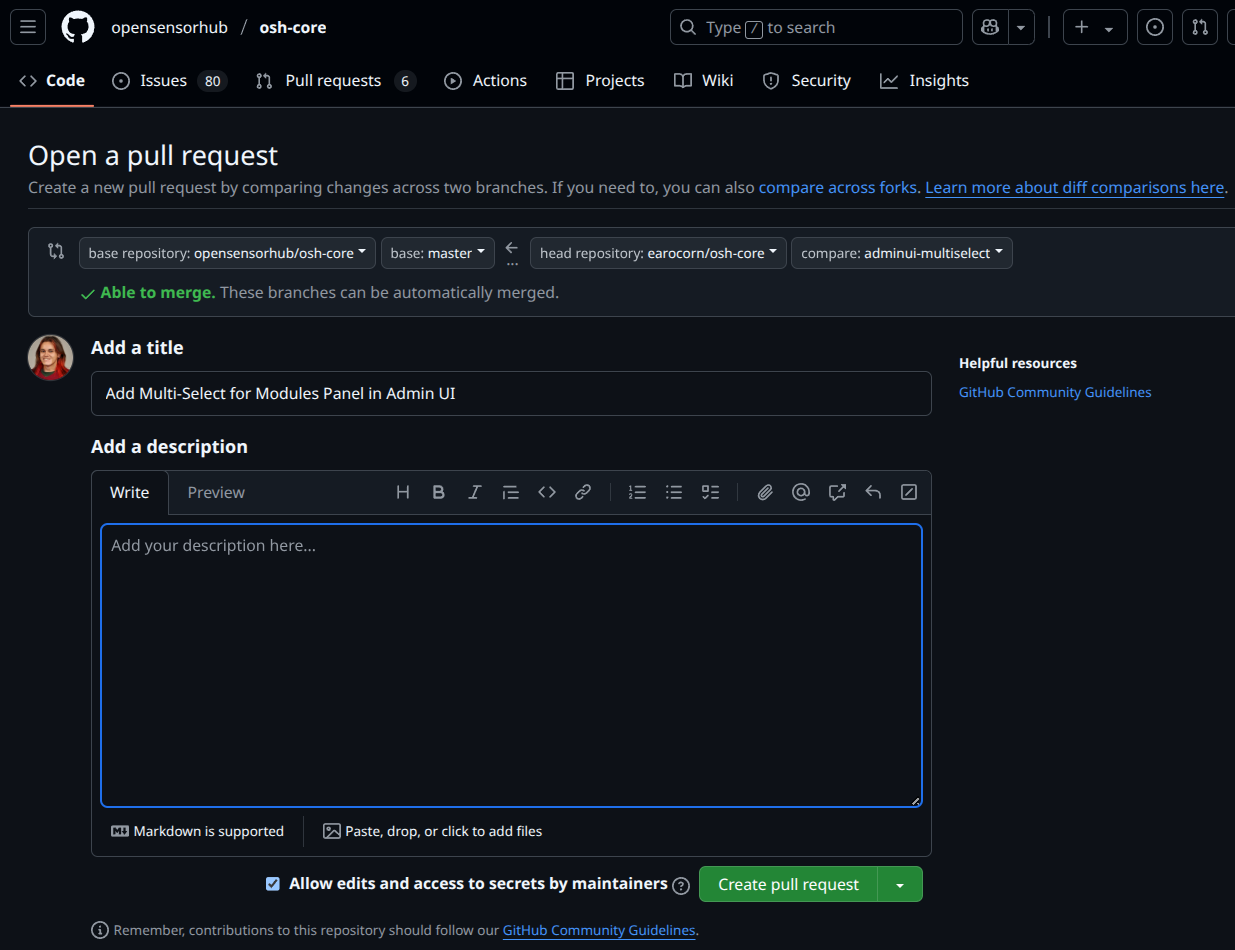 opensensorhub / osh-core
Type / to search
Code Issues 80 Pull requests 6 Actions Projects Wiki Security Insights
Open a pull request
Create a new pull request by comparing changes across two branches. If you need to, you can also compare across forks. Learn more about diff comparisons here.
base repository: opensensorhub/osh-core base: master ... head repository: earocorn/osh-core compare: adminui-multiselect
Able to merge. These branches can be automatically merged.
Add a title
Helpful resources
Add Multi-Select for Modules Panel in Admin UI
GitHub Community Guidelines
Add a description
Write Preview
Add your description here...
Markdown is supported Paste, drop, or click to add files
Allow edits and access to secrets by maintainers Create pull request
Remember, contributions to this repository should follow our GitHub Community Guidelines.